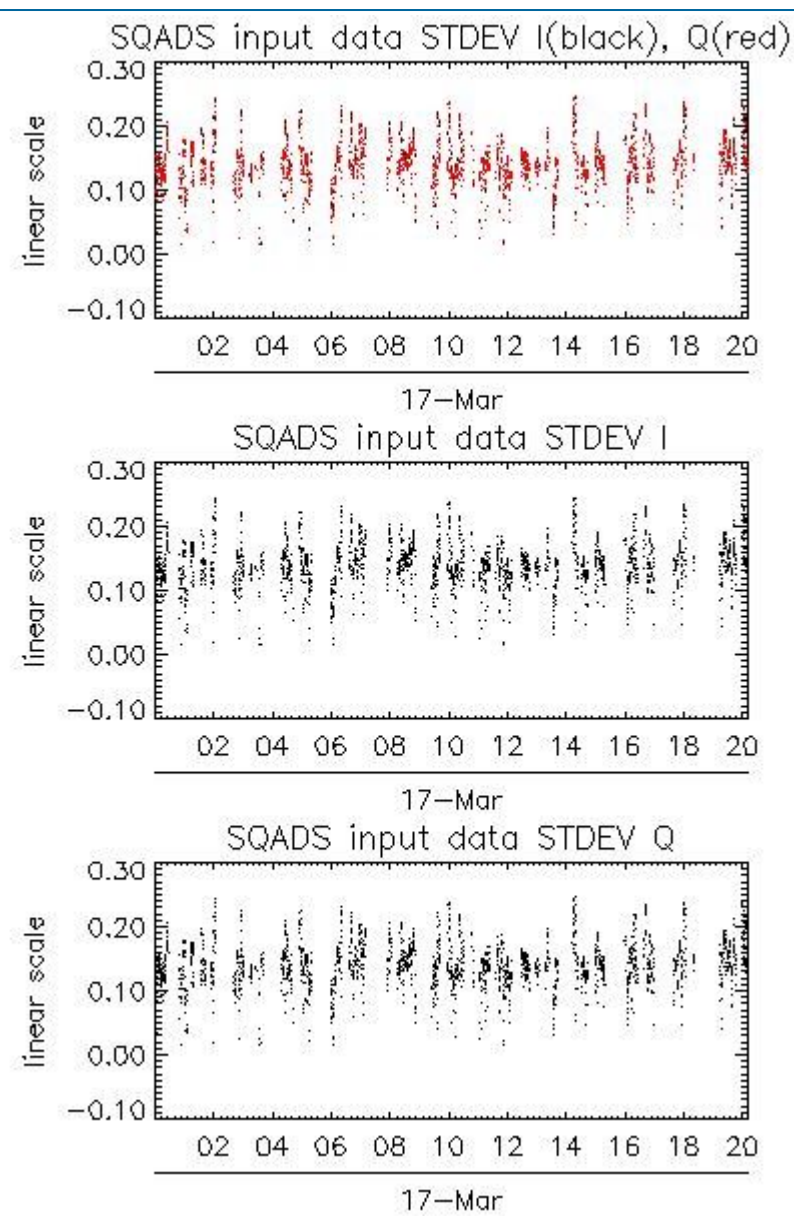 SQADS input data STDEV I(black), Q(red)
0.30
0.20
0.10
0.00
−0.10
linear scale
02 04 06 08 10 12 14 16 18 20
17−Mar
SQADS input data STDEV I
0.30
0.20
0.10
0.00
−0.10
linear scale
02 04 06 08 10 12 14 16 18 20
17−Mar
SQADS input data STDEV Q
0.30
0.20
0.10
0.00
−0.10
linear scale
02 04 06 08 10 12 14 16 18 20
17−Mar